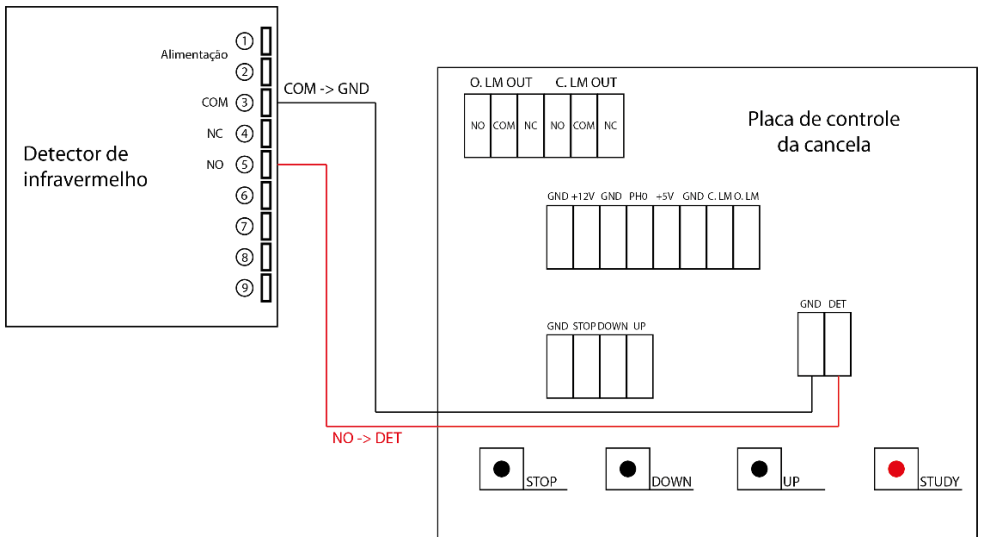 Detector de
infravermelho
Alimentação
1
2
COM 3
NC 4
NO 5
6
7
8
9
COM -> GND
NO -> DET
Placa de controle
da cancela
O. LM OUT C. LM OUT
NO COM NC NO COM NC
GND +12V GND PH0 +5V GND C. LM O. LM
GND DET
GND STOP DOWN UP
STOP DOWN UP STUDY